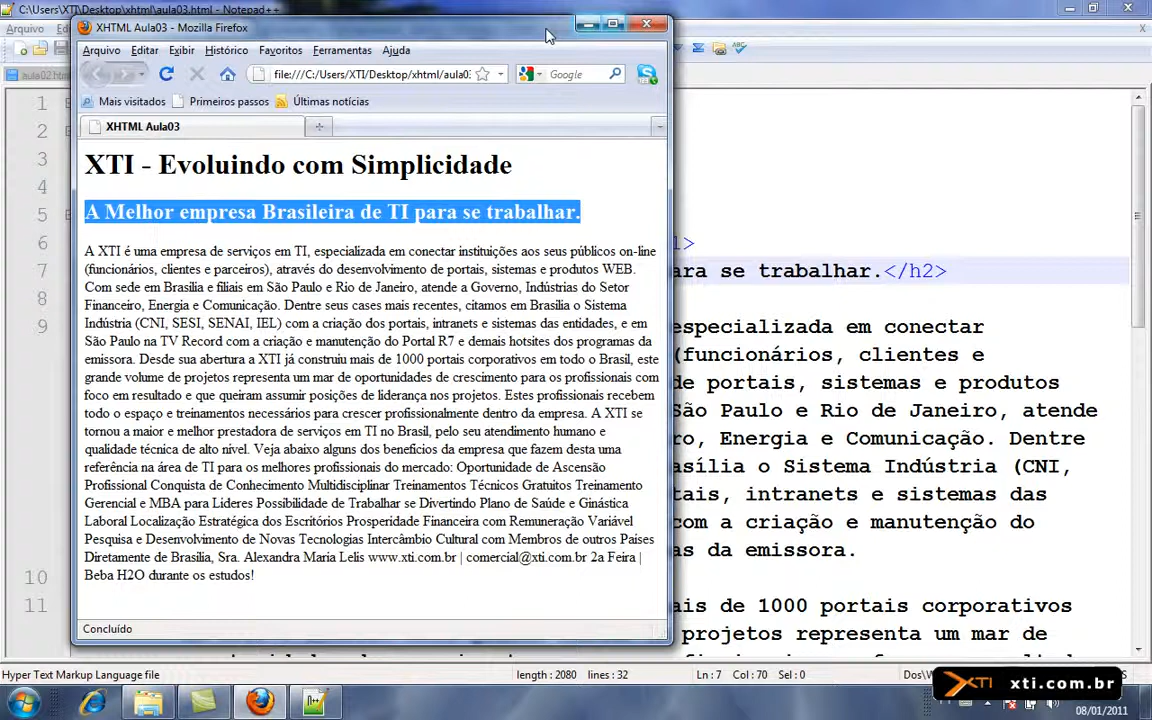 C:\Users\XTI\Desktop\xhtml\aula03.html - Notepad++
XHTML Aula03 - Mozilla Firefox
Arquivo
Arquivo Editar Exibir Histórico Favoritos Ferramentas Ajuda
file:///C:/Users/XTI/Desktop/xhtml/aula03
Google
aula02.htm
Mais visitados Primeiros passos Últimas notícias
XHTML Aula03
XTI - Evoluindo com Simplicidade
A Melhor empresa Brasileira de TI para se trabalhar.
A XTI é uma empresa de serviços em TI, especializada em conectar instituições aos seus públicos on-line
(funcionários, clientes e parceiros), através do desenvolvimento de portais, sistemas e produtos WEB.
Com sede em Brasilia e filiais em São Paulo e Rio de Janeiro, atende a Governo, Indústrias do Setor
Financeiro, Energia e Comunicação. Dentre seus cases mais recentes, citamos em Brasilia o Sistema
Indústria (CNI, SESI, SENAI, IEL) com a criação dos portais, intranets e sistemas das entidades, e em
São Paulo na TV Record com a criação e manutenção do Portal R7 e demais hotsites dos programas da
emissora. Desde sua abertura a XTI já construiu mais de 1000 portais corporativos em todo o Brasil, este
grande volume de projetos representa um mar de oportunidades de crescimento para os profissionais com
foco em resultado e que queiram assumir posições de liderança nos projetos. Estes profissionais recebem
todo o espaço e treinamentos necessários para crescer profissionalmente dentro da empresa. A XTI se
tornou a maior e melhor prestadora de serviços em TI no Brasil, pelo seu atendimento humano e
qualidade técnica de alto nível. Veja abaixo alguns dos beneficios da empresa que fazem desta uma
referência na área de TI para os melhores profissionais do mercado: Oportunidade de Ascensão
Profissional Conquista de Conhecimento Multidisciplinar Treinamentos Técnicos Gratuitos Treinamento
Gerencial e MBA para Lideres Possibilidade de Trabalhar se Divertindo Plano de Saúde e Ginástica
Laboral Localização Estratégica dos Escritórios Prosperidade Financeira com Remuneração Variável
Pesquisa e Desenvolvimento de Novas Tecnologias Intercâmbio Cultural com Membros de outros Paises
Diretamente de Brasilia, Sra. Alexandra Maria Lelis www.xti.com.br | comercial@xti.com.br 2a Feira |
Beba H2O durante os estudos!
Concluído
1
2
3
4
5
6 l>
7 ara se trabalhar.</h2>
8
9 especializada em conectar
(funcionários, clientes e
de portais, sistemas e produtos
São Paulo e Rio de Janeiro, atende
ro, Energia e Comunicação. Dentre
asília o Sistema Indústria (CNI,
tais, intranets e sistemas das
com a criação e manutenção do
as da emissora.
10
11 ais de 1000 portais corporativos
projetos representa um mar de
Hyper Text Markup Language file length : 2080 lines : 32 Ln : 7 Col : 70 Sel : 0 Dos\W
XTI xti.com.br
08/01/2011